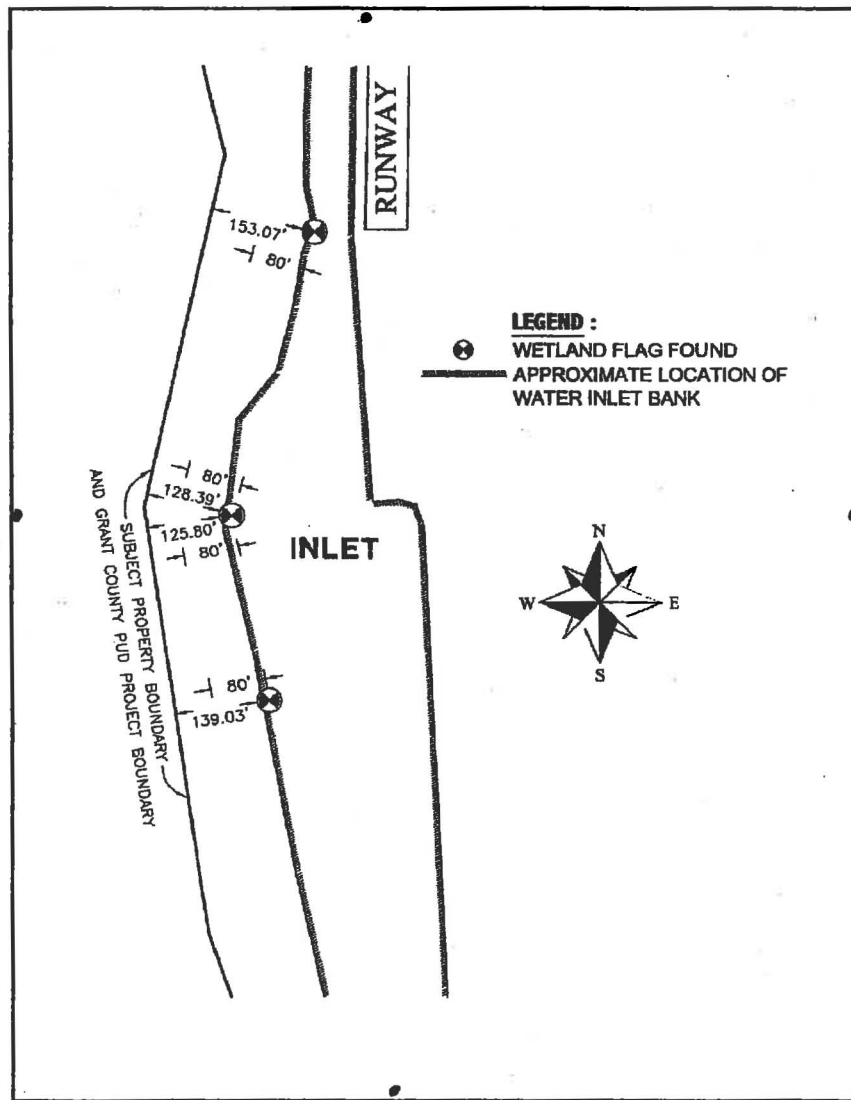 RUNWAY
153.07'
80'
LEGEND :
WETLAND FLAG FOUND
APPROXIMATE LOCATION OF
WATER INLET BANK
80'
128.39'
125.80'
80'
INLET
N
W
E
S
80'
139.03'
SUBJECT PROPERTY BOUNDARY
AND GRANT COUNTY PUD PROJECT BOUNDARY